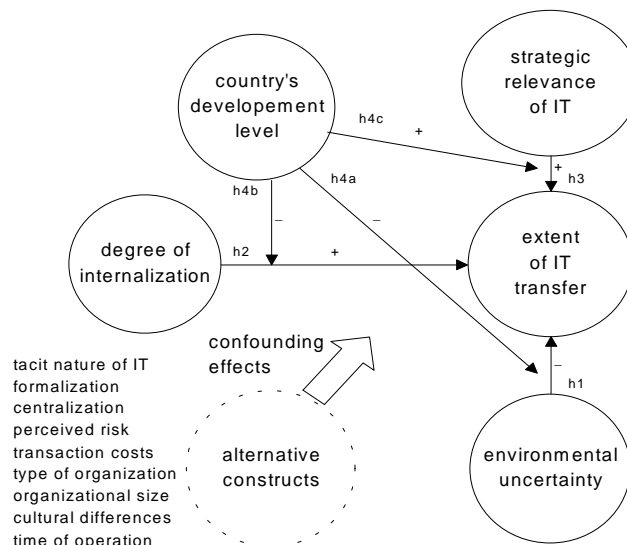 strategic
relevance
of IT
country's
developement
level
h4c
+
+
h3
h4b
h4a
–
–
degree of
internalization
h2
+
extent
of IT
transfer
confounding
effects
–
h1
tacit nature of IT
formalization
centralization
perceived risk
transaction costs
type of organization
organizational size
cultural differences
time of operation
alternative
constructs
environmental
uncertainty